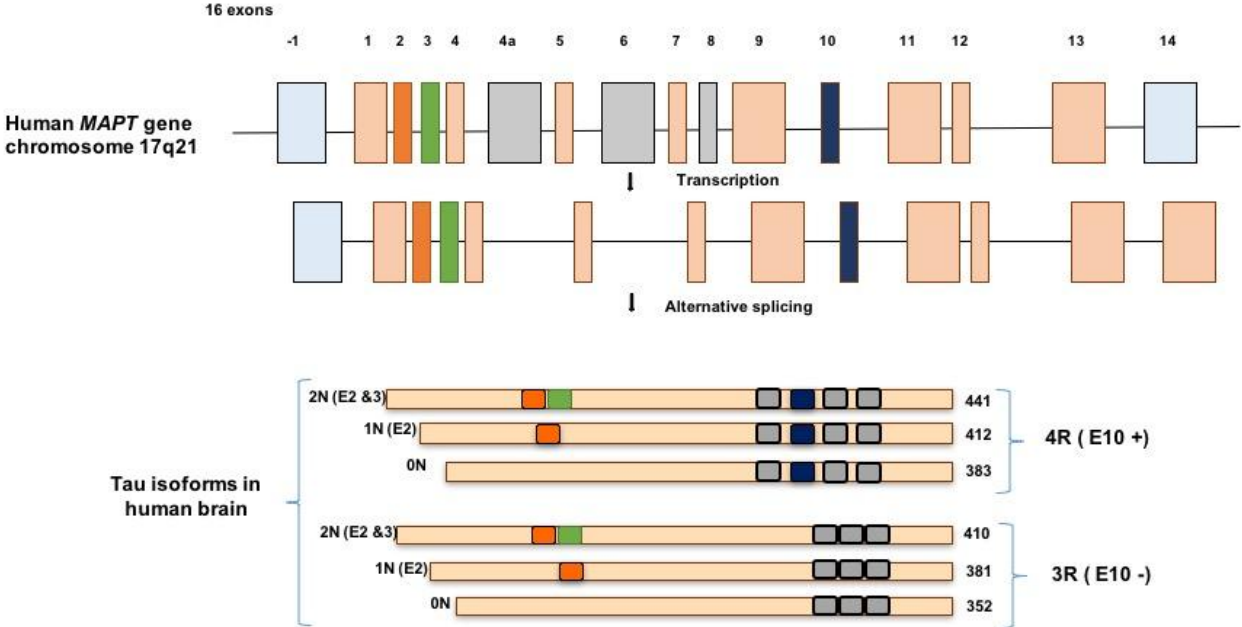 16 exons
-1 1 2 3 4 4a 5 6 7 8 9 10 11 12 13 14
Human MAPT gene
chromosome 17q21
Transcription
Alternative splicing
2N (E2 &3) 441
1N (E2) 412
0N 383
4R ( E10 +)
Tau isoforms in
human brain
2N (E2 &3) 410
1N (E2) 381
0N 352
3R ( E10 -)